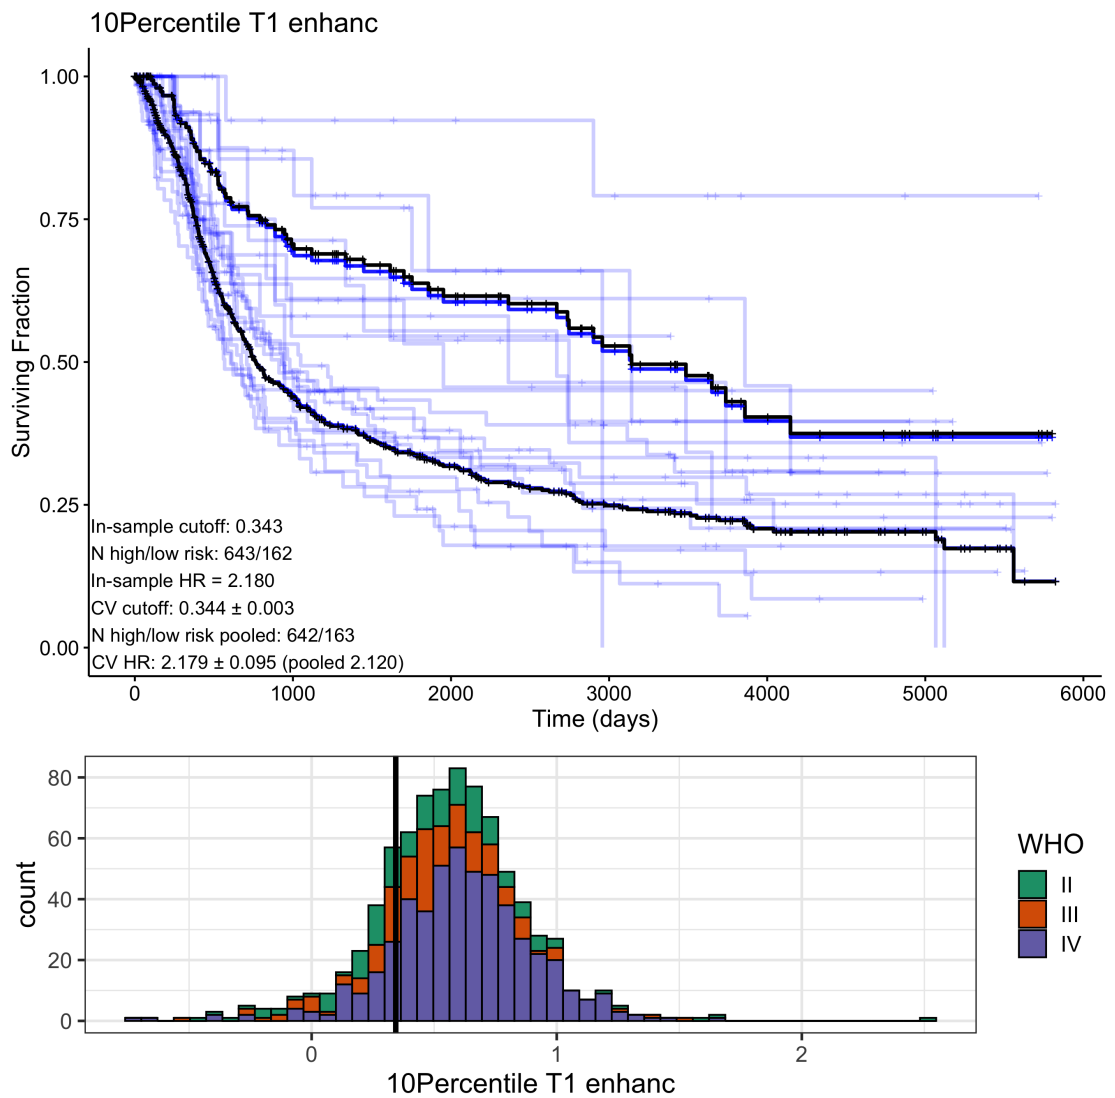 10Percentile T1 enhanc
1.00
0.75
0.50
0.25
0.00
Surviving Fraction
In-sample cutoff: 0.343
N high/low risk: 643/162
In-sample HR = 2.180
CV cutoff: 0.344 ± 0.003
N high/low risk pooled: 642/163
CV HR: 2.179 ± 0.095 (pooled 2.120)
0 1000 2000 3000 4000 5000 6000
Time (days)
80
60
40
20
0
count
0 1 2
10Percentile T1 enhanc
WHO
II
III
IV